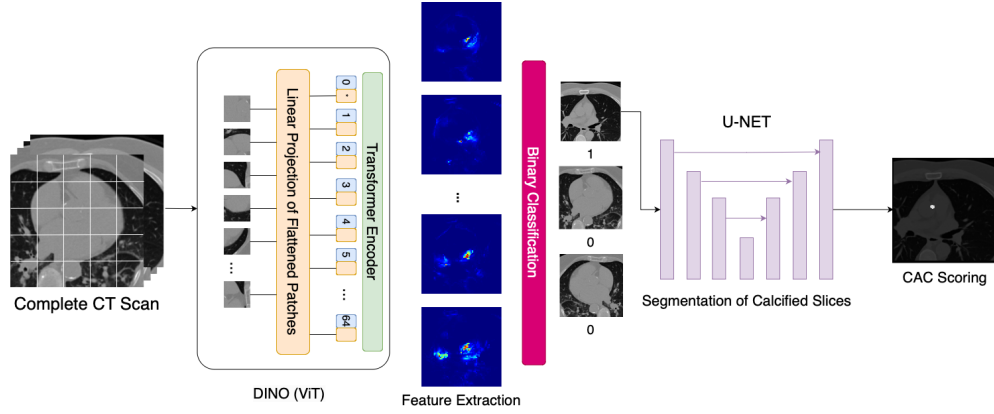 Complete CT Scan
Linear Projection of Flattened Patches
0
*
1
2
3
4
5
...
64
...
Transformer Encoder
DINO (ViT)
...
Feature Extraction
Binary Classification
1
0
0
U-NET
Segmentation of Calcified Slices
CAC Scoring